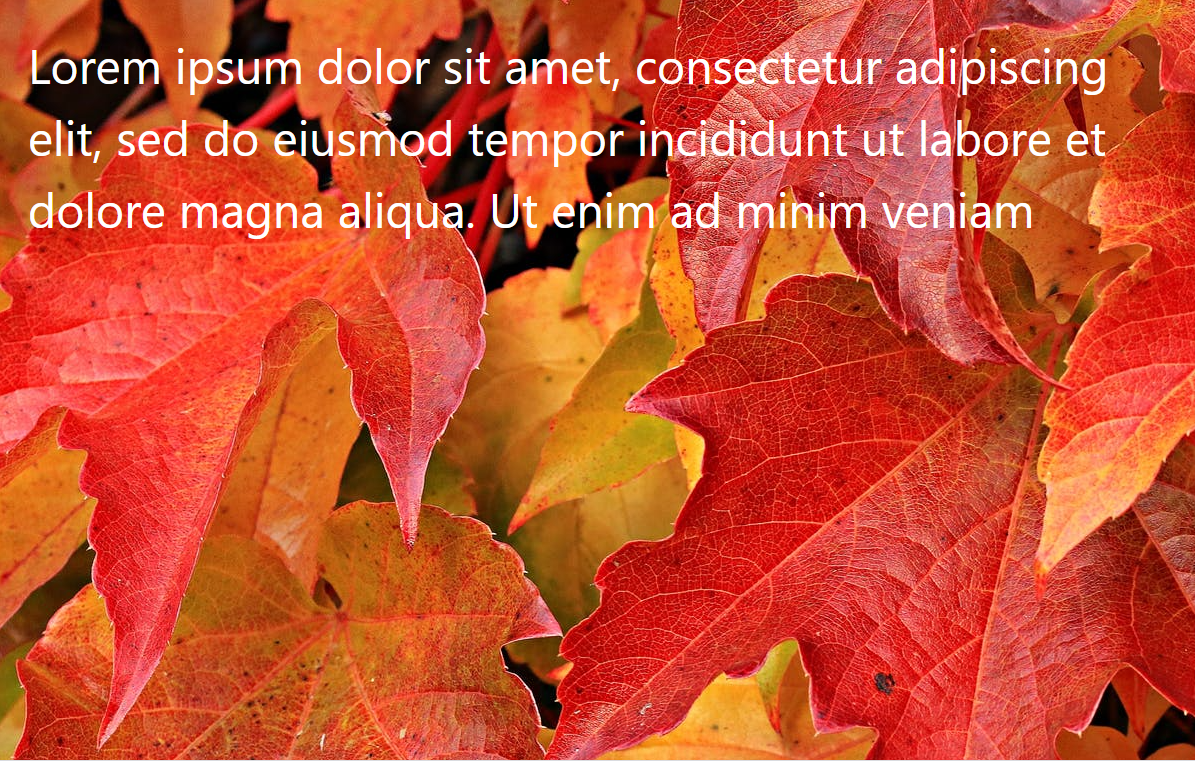 Lorem ipsum dolor sit amet, consectetur adipiscing
elit, sed do eiusmod tempor incididunt ut labore et
dolore magna aliqua. Ut enim ad minim veniam